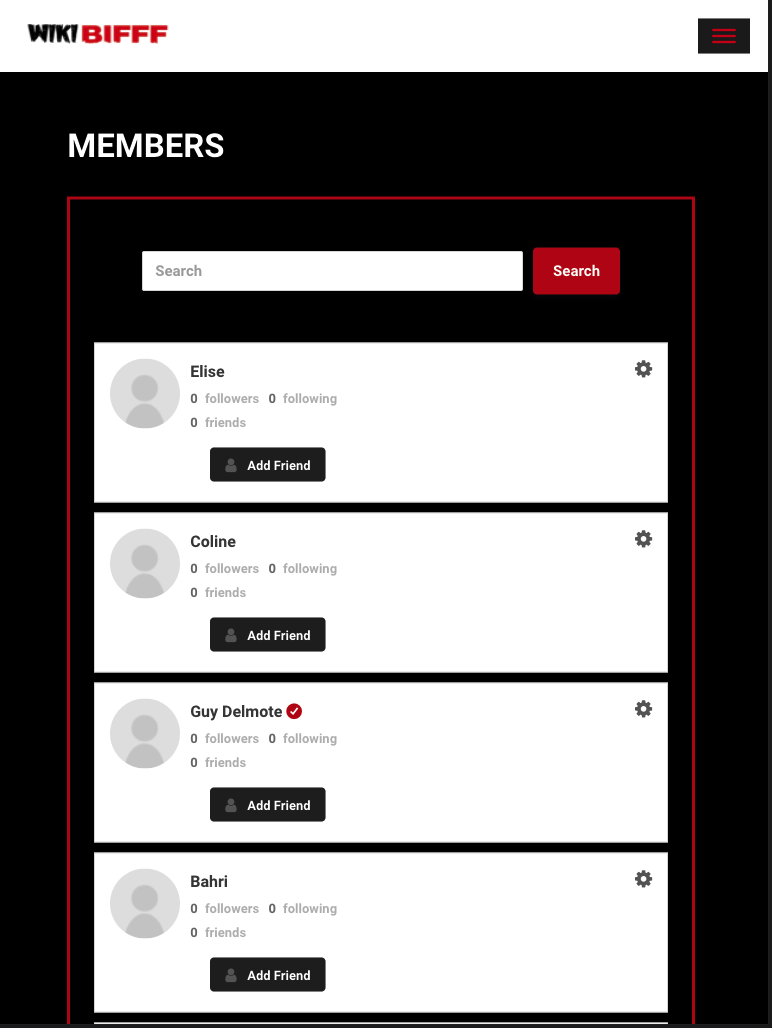 WIKI BIFFF
MEMBERS
Search Search
Elise
0 followers 0 following
0 friends
Add Friend
Coline
0 followers 0 following
0 friends
Add Friend
Guy Delmote
0 followers 0 following
0 friends
Add Friend
Bahri
0 followers 0 following
0 friends
Add Friend